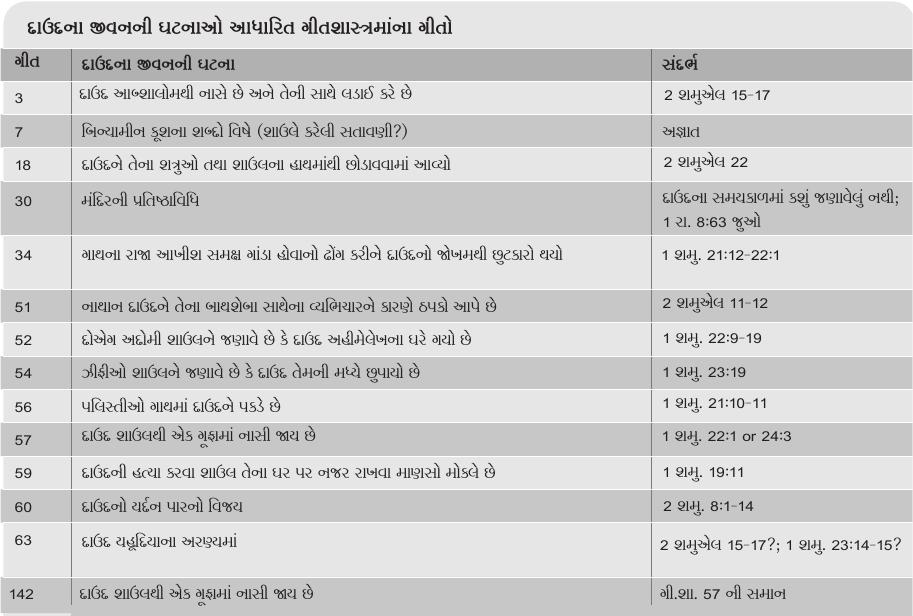 દાઉદના જીવનની ઘટનાઓ આધારિત ગીતશાસ્ત્રમાંના ગીતો
ગીત દાઉદના જીવનની ઘટના સંદર્ભ
3 દાઉદ આબ્શાલોમથી નાસે છે અને તેની સાથે લડાઈ કરે છે 2 શમુએલ 15-17
7 બિન્યામીન કૂશના શબ્દો વિષે (શાઉલે કરેલી સતાવણી?) અજ્ઞાત
18 દાઉદને તેના શત્રુઓ તથા શાઉલના હાથમાંથી છોડાવવામાં આવ્યો 2 શમુએલ 22
30 મંદિરની પ્રતિષ્ઠાવિધિ દાઉદના સમયકાળમાં કશું જણાવેલું નથી;
1 રા. 8:63 જુઓ
34 ગાથના રાજા આખીશ સમક્ષ ગાંડા હોવાનો ઢોંગ કરીને દાઉદનો જોખમથી છુટકારો થયો 1 શમુ. 21:12-22:1
51 નાથાન દાઉદને તેના બાથશેબા સાથેના વ્યભિચારને કારણે ઠપકો આપે છે 2 શમુએલ 11-12
52 દોએગ અદોમી શાઉલને જણાવે છે કે દાઉદ અહીમેલેખના ઘરે ગયો છે 1 શમુ. 22:9-19
54 ઝીફીઓ શાઉલને જણાવે છે કે દાઉદ તેમની મધ્યે છુપાયો છે 1 શમુ. 23:19
56 પલિસ્તીઓ ગાથમાં દાઉદને પકડે છે 1 શમુ. 21:10-11
57 દાઉદ શાઉલથી એક ગૂફામાં નાસી જાય છે 1 શમુ. 22:1 or 24:3
59 દાઉદની હત્યા કરવા શાઉલ તેના ઘર પર નજર રાખવા માણસો મોકલે છે 1 શમુ. 19:11
60 દાઉદનો યર્દન પારનો વિજય 2 શમુ. 8:1-14
63 દાઉદ યહૂદિયાના અરણ્યમાં 2 શમુએલ 15-17?; 1 શમુ. 23:14-15?
142 દાઉદ શાઉલથી એક ગૂફામાં નાસી જાય છે ગી.શા. 57 ની સમાન